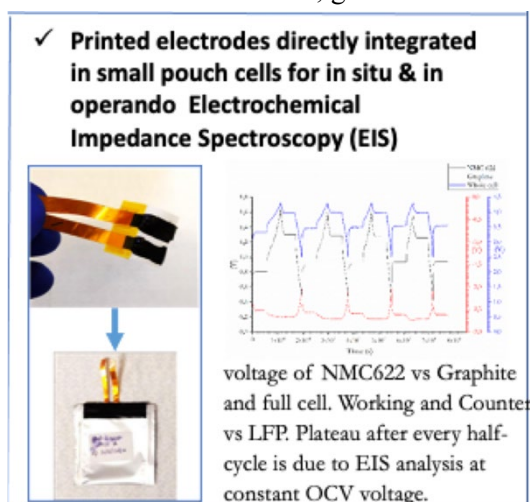 ✓ Printed electrodes directly integrated
in small pouch cells for in situ & in
operando Electrochemical
Impedance Spectroscopy (EIS)
Graphite
Whole cell
Time (s)
voltage of NMC622 vs Graphite
and full cell. Working and Counter
vs LFP. Plateau after every half-
cycle is due to EIS analysis at
constant OCV voltage.